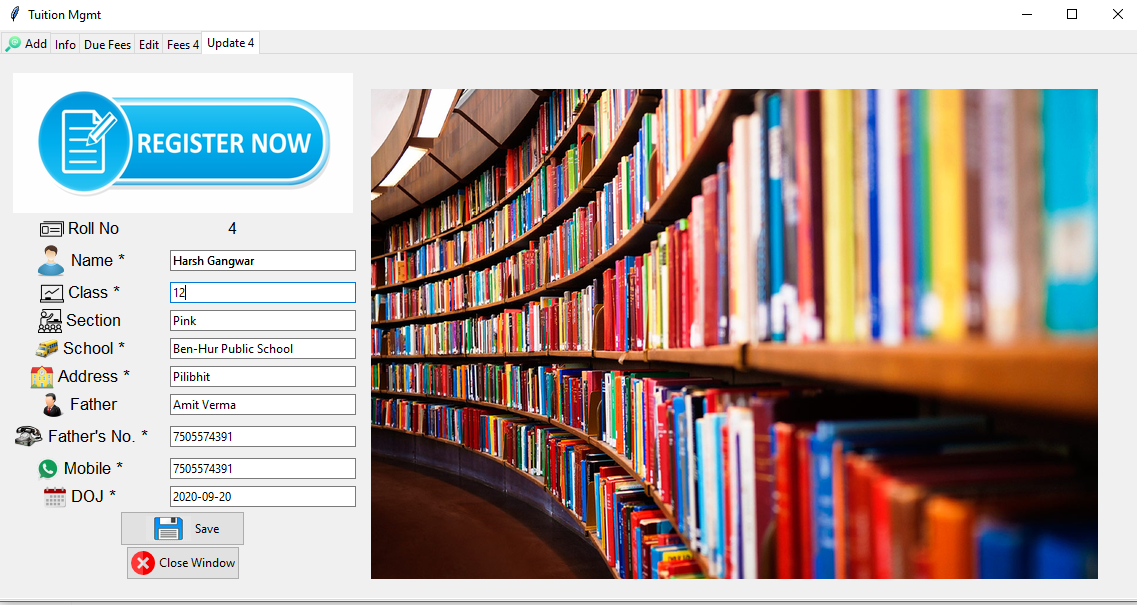 Tuition Mgmt
Add Info Due Fees Edit Fees 4 Update 4
REGISTER NOW
Roll No 4
Name * Harsh Gangwar
Class * 12
Section Pink
School * Ben-Hur Public School
Address * Pilibhit
Father Amit Verma
Father's No. * 7505574391
Mobile * 7505574391
DOJ * 2020-09-20
Save
Close Window